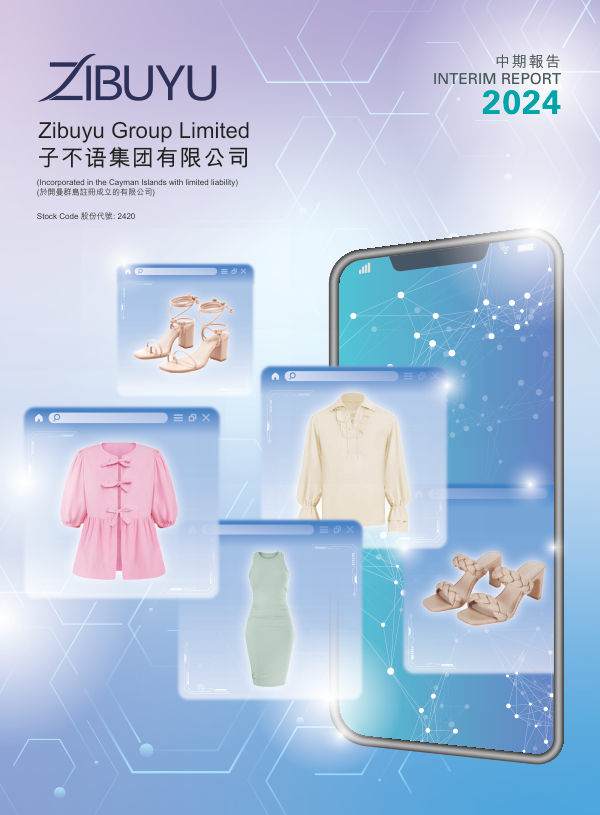 ZIBUYU
Zibuyu Group Limited
子不语集团有限公司
(Incorporated in the Cayman Islands with limited liability)
(於開曼群島註冊成立的有限公司)
Stock Code 股份代號: 2420
中期報告
INTERIM REPORT
2024